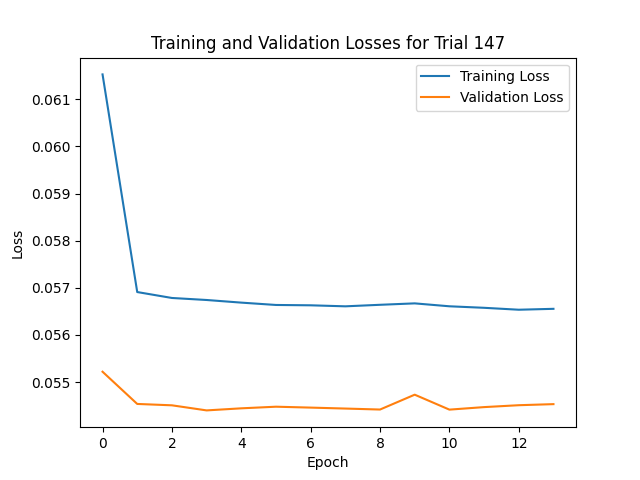 Training and Validation Losses for Trial 147
Training Loss
Validation Loss
0.061
0.060
0.059
0.058
0.057
0.056
0.055
Loss
0
2
4
6
8
10
12
Epoch